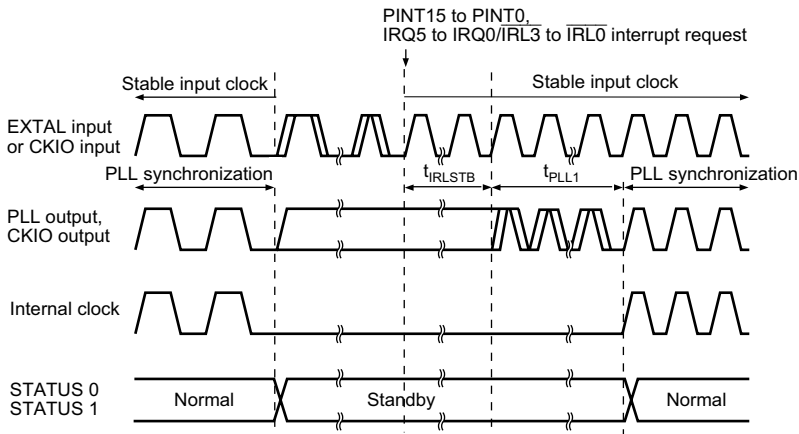 PINT15 to PINT0,
IRQ5 to IRQ0/IRL3 to IRL0 interrupt request
Stable input clock
Stable input clock
EXTAL input
or CKIO input
PLL synchronization
tIRLSTB
tPLL1
PLL synchronization
PLL output,
CKIO output
Internal clock
STATUS 0
STATUS 1
Normal
Standby
Normal